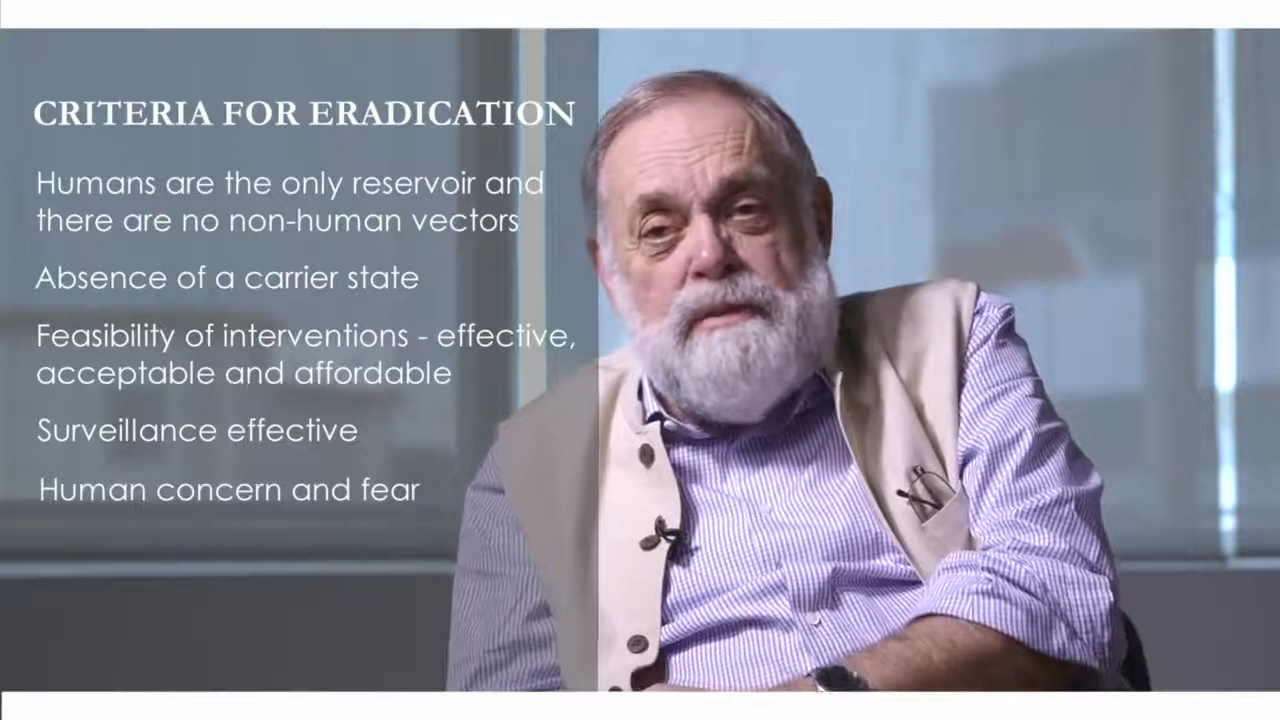 CRITERIA FOR ERADICATION
Humans are the only reservoir and
there are no non-human vectors
Absence of a carrier state
Feasibility of interventions - effective,
acceptable and affordable
Surveillance effective
Human concern and fear